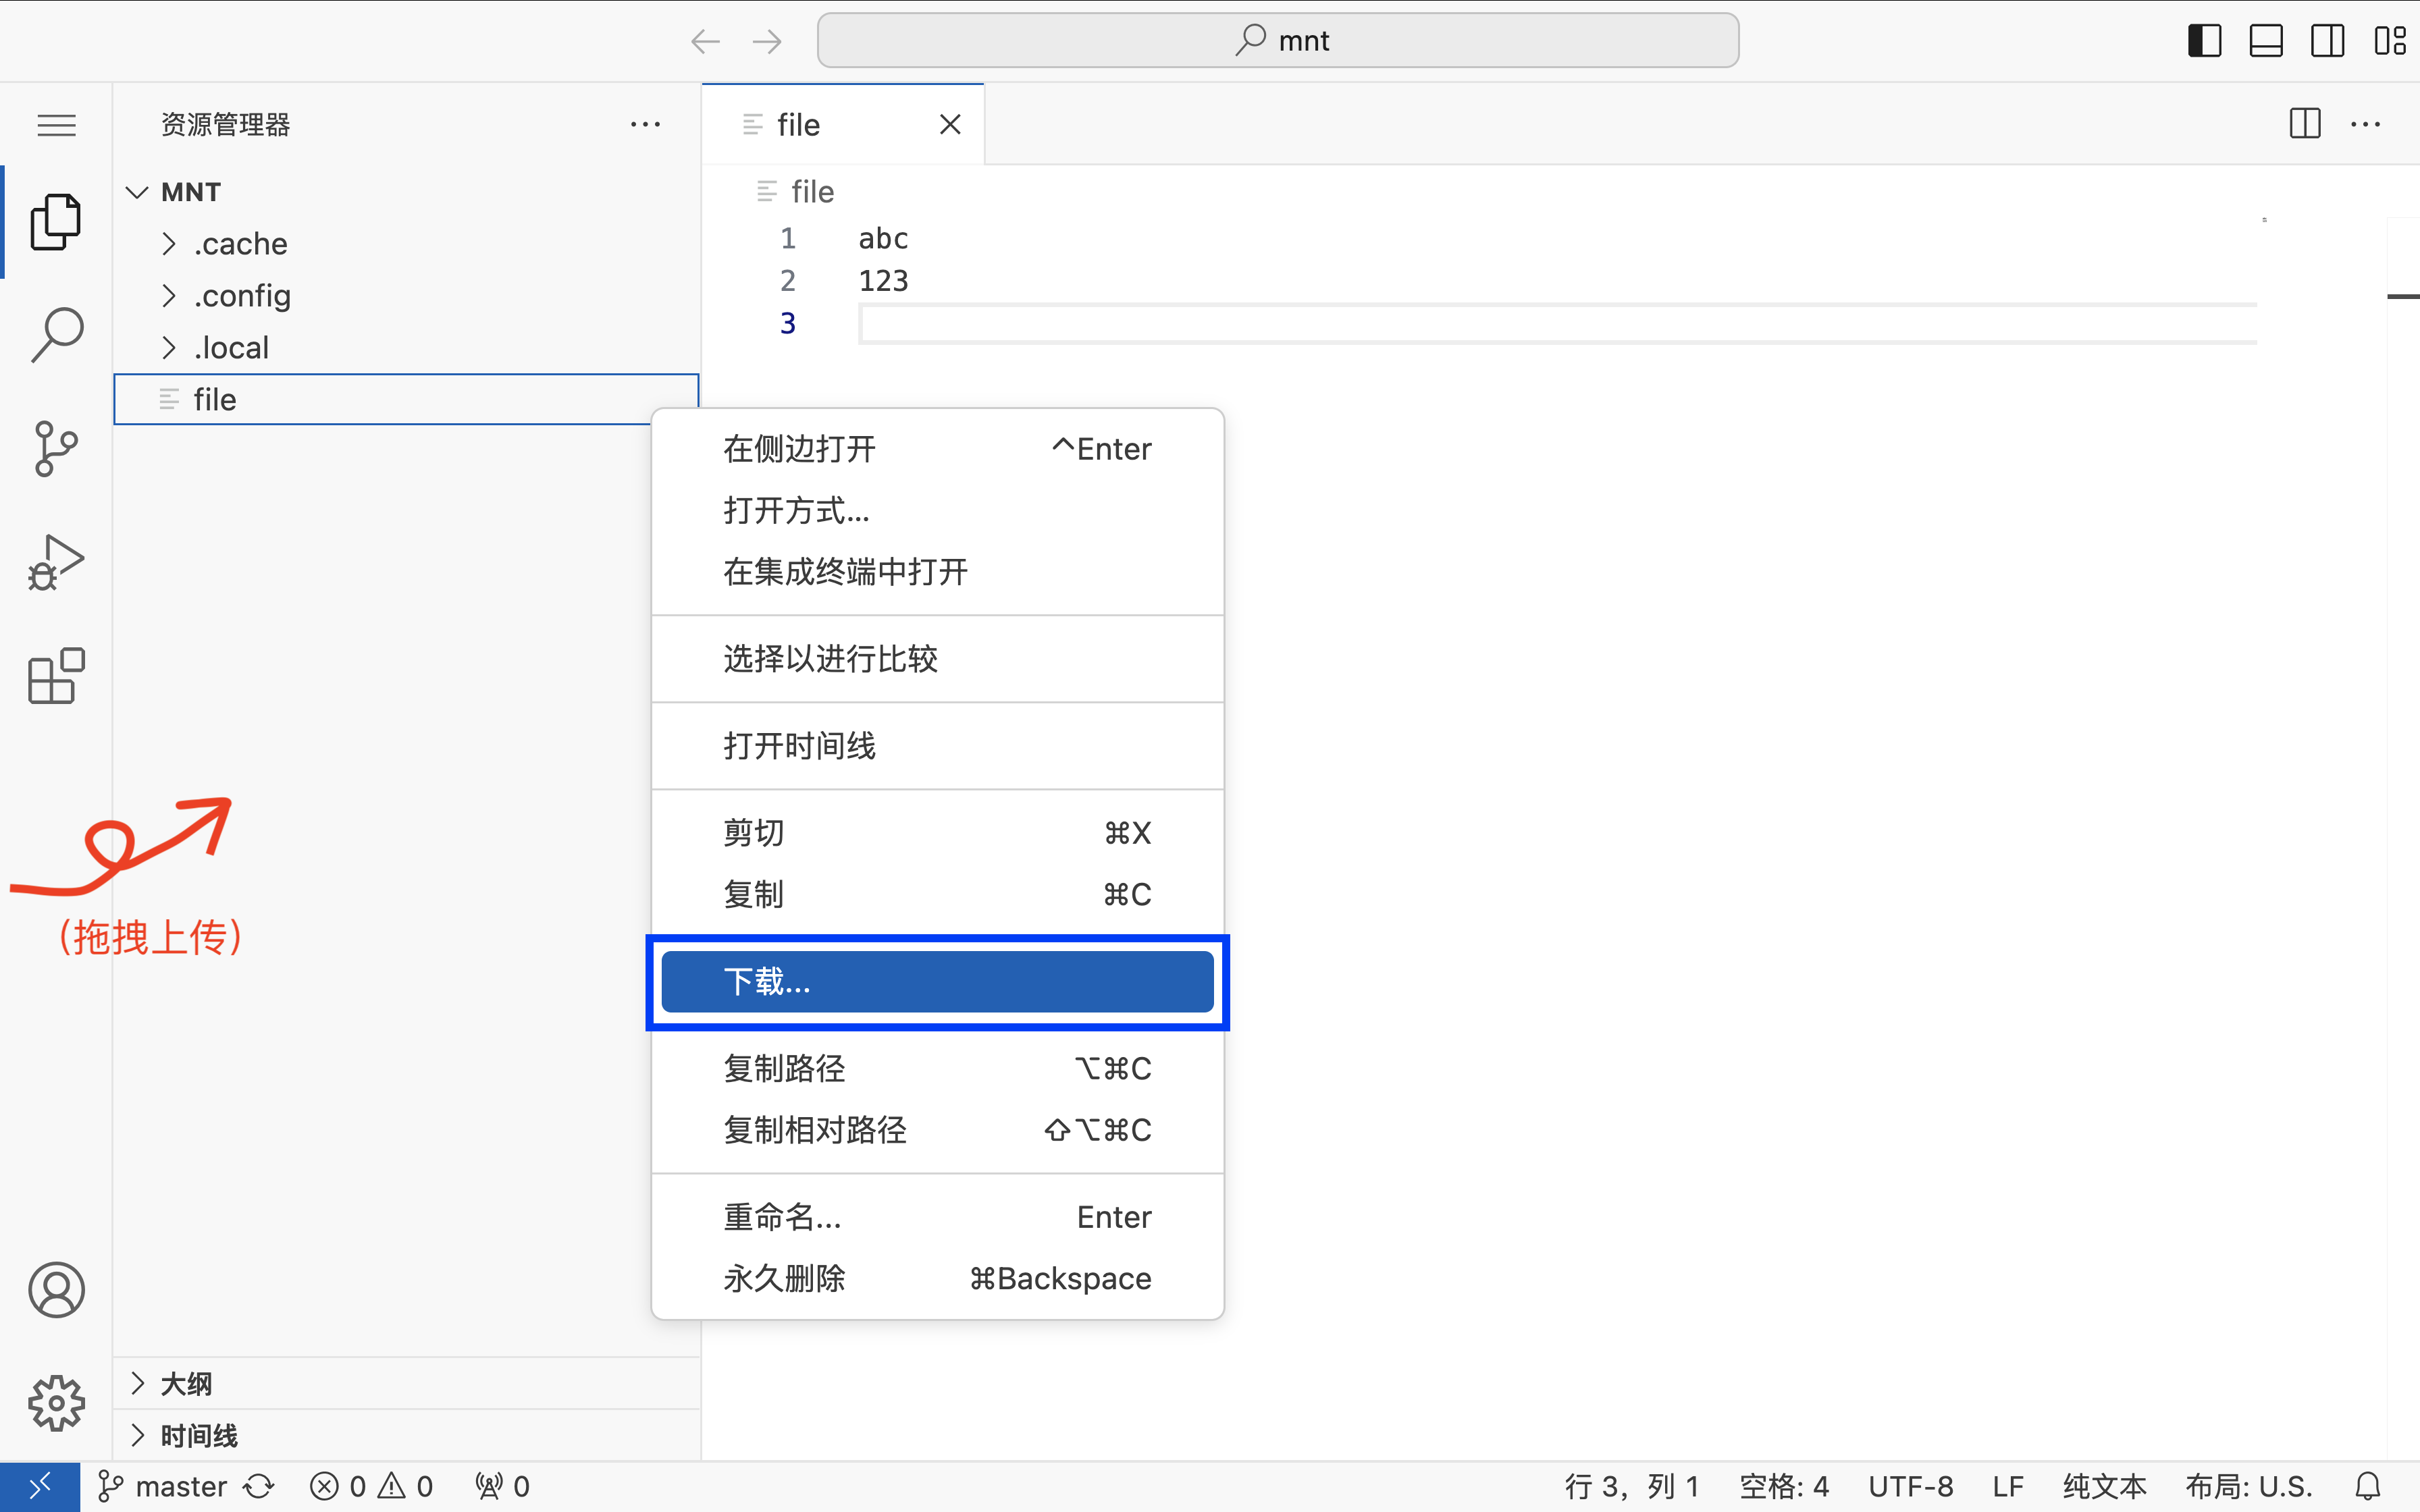 mnt
资源管理器
file
MNT
.cache
.config
.local
file
file
1 abc
2 123
3
在侧边打开 ^Enter
打开方式...
在集成终端中打开
选择以进行比较
打开时间线
剪切 ⌘X
复制 ⌘C
下载...
复制路径 ⌥⌘C
复制相对路径 ⇧⌥⌘C
重命名... Enter
永久删除 ⌘Backspace
(拖拽上传)
大纲
时间线
master 0 0 0 行 3, 列 1 空格: 4 UTF-8 LF 纯文本 布局: U.S.